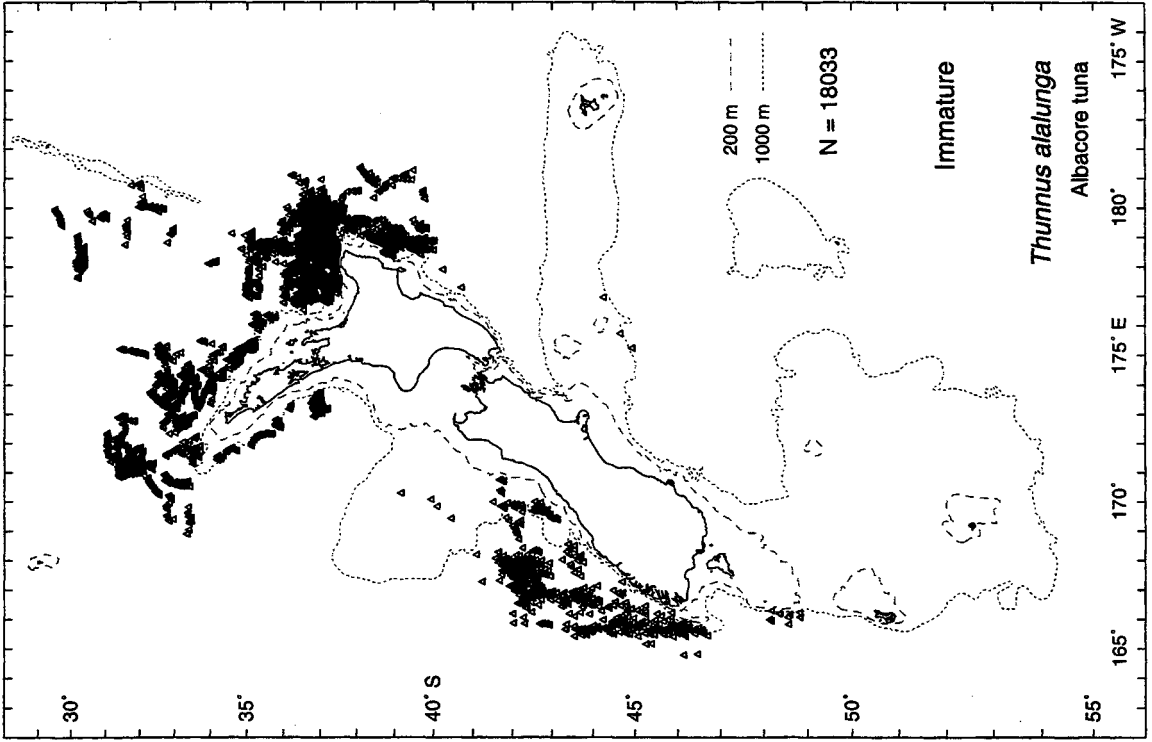 30°
35°
40° S
45°
50°
55°
165°
170°
175° E
180°
175° W
200 m
1000 m
N = 18033
Immature
Thunnus alalunga
Albacore tuna